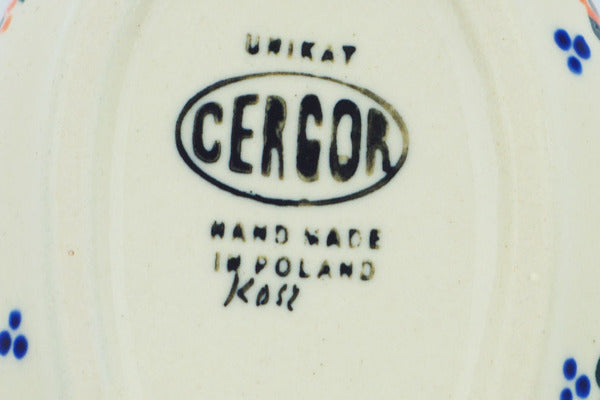 UNIKAT
CERGOR
HAND MADE
IN POLAND